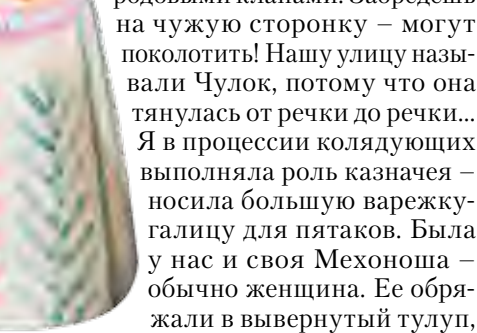 родовыми кланами. Забредешь
на чужую сторонку – могут
поколотить! Нашу улицу назы-
вали Чулок, потому что она
тянулась от речки до речки...
Я в процессии колядующих
выполняла роль казначея –
носила большую варежку-
галицу для пятаков. Была
у нас и своя Мехоноша –
обычно женщина. Ее обря-
жали в вывернутый тулуп,